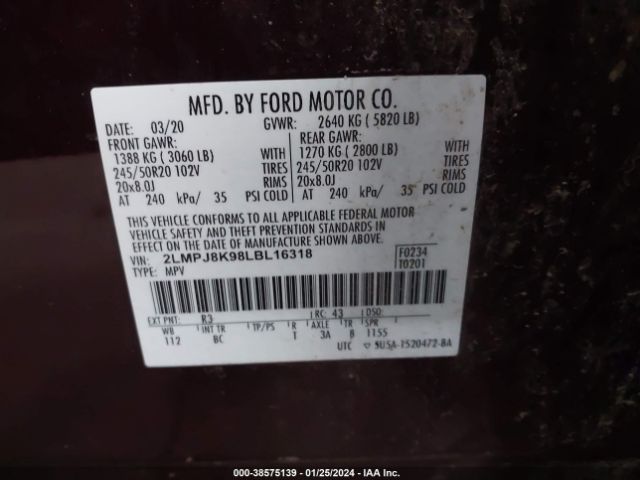 MFD. BY FORD MOTOR CO.
DATE: 03/20 GVWR: 2640 KG ( 5820 LB)
FRONT GAWR: REAR GAWR:
1388 KG ( 3060 LB) WITH 1270 KG ( 2800 LB) WITH
245/50R20 102V TIRES 245/50R20 102V TIRES
20x8.0J RIMS 20x8.0J RIMS
AT 240 kPa/ 35 PSI COLD AT 240 kPa/ 35 PSI COLD
THIS VEHICLE CONFORMS TO ALL APPLICABLE FEDERAL MOTOR
VEHICLE SAFETY AND THEFT PREVENTION STANDARDS IN
EFFECT ON THE DATE OF MANUFACTURE SHOWN ABOVE.
VIN: 2LMPJ8K98LBL16318 F0234
TYPE: MPV T0201
EXT PNT: R3 RC: 43 DSO:
WB INT TR TP/PS R AXLE TR SPR
112 BC T 3A B 1155
UTC 5U5A-1520472-BA
000-38575139 - 01/25/2024 - IAA Inc.